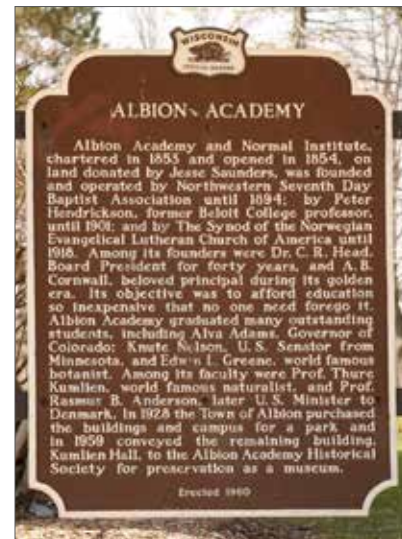 WISCONSIN
OFFICIAL MARKER
ALBION ACADEMY
Albion Academy and Normal Institute,
chartered in 1853 and opened in 1854, on
land donated by Jesse Saunders, was founded
and operated by Northwestern Seventh Day
Baptist Association until 1894; by Peter
Hendrickson, former Beloit College professor,
until 1901; and by The Synod of the Norwegian
Evangelical Lutheran Church of America until
1918. Among its founders were Dr. C. R. Head,
Board President for forty years, and A. B.
Cornwall, beloved principal during its golden
era. Its objective was to afford education
so inexpensive that no one need forego it.
Albion Academy graduated many outstanding
students, including Alva Adams, Governor of
Colorado; Knute Nelson, U.S. Senator from
Minnesota, and Edwin L. Greene, world famous
botanist. Among its faculty were Prof. Thure
Kumlien, world famous naturalist, and Prof.
Rasmus B. Anderson, later U.S. Minister to
Denmark. In 1928 the Town of Albion purchased
the buildings and campus for a park and
in 1959 conveyed the remaining building,
Kumlien Hall, to the Albion Academy Historical
Society for preservation as a museum.
Erected 1960